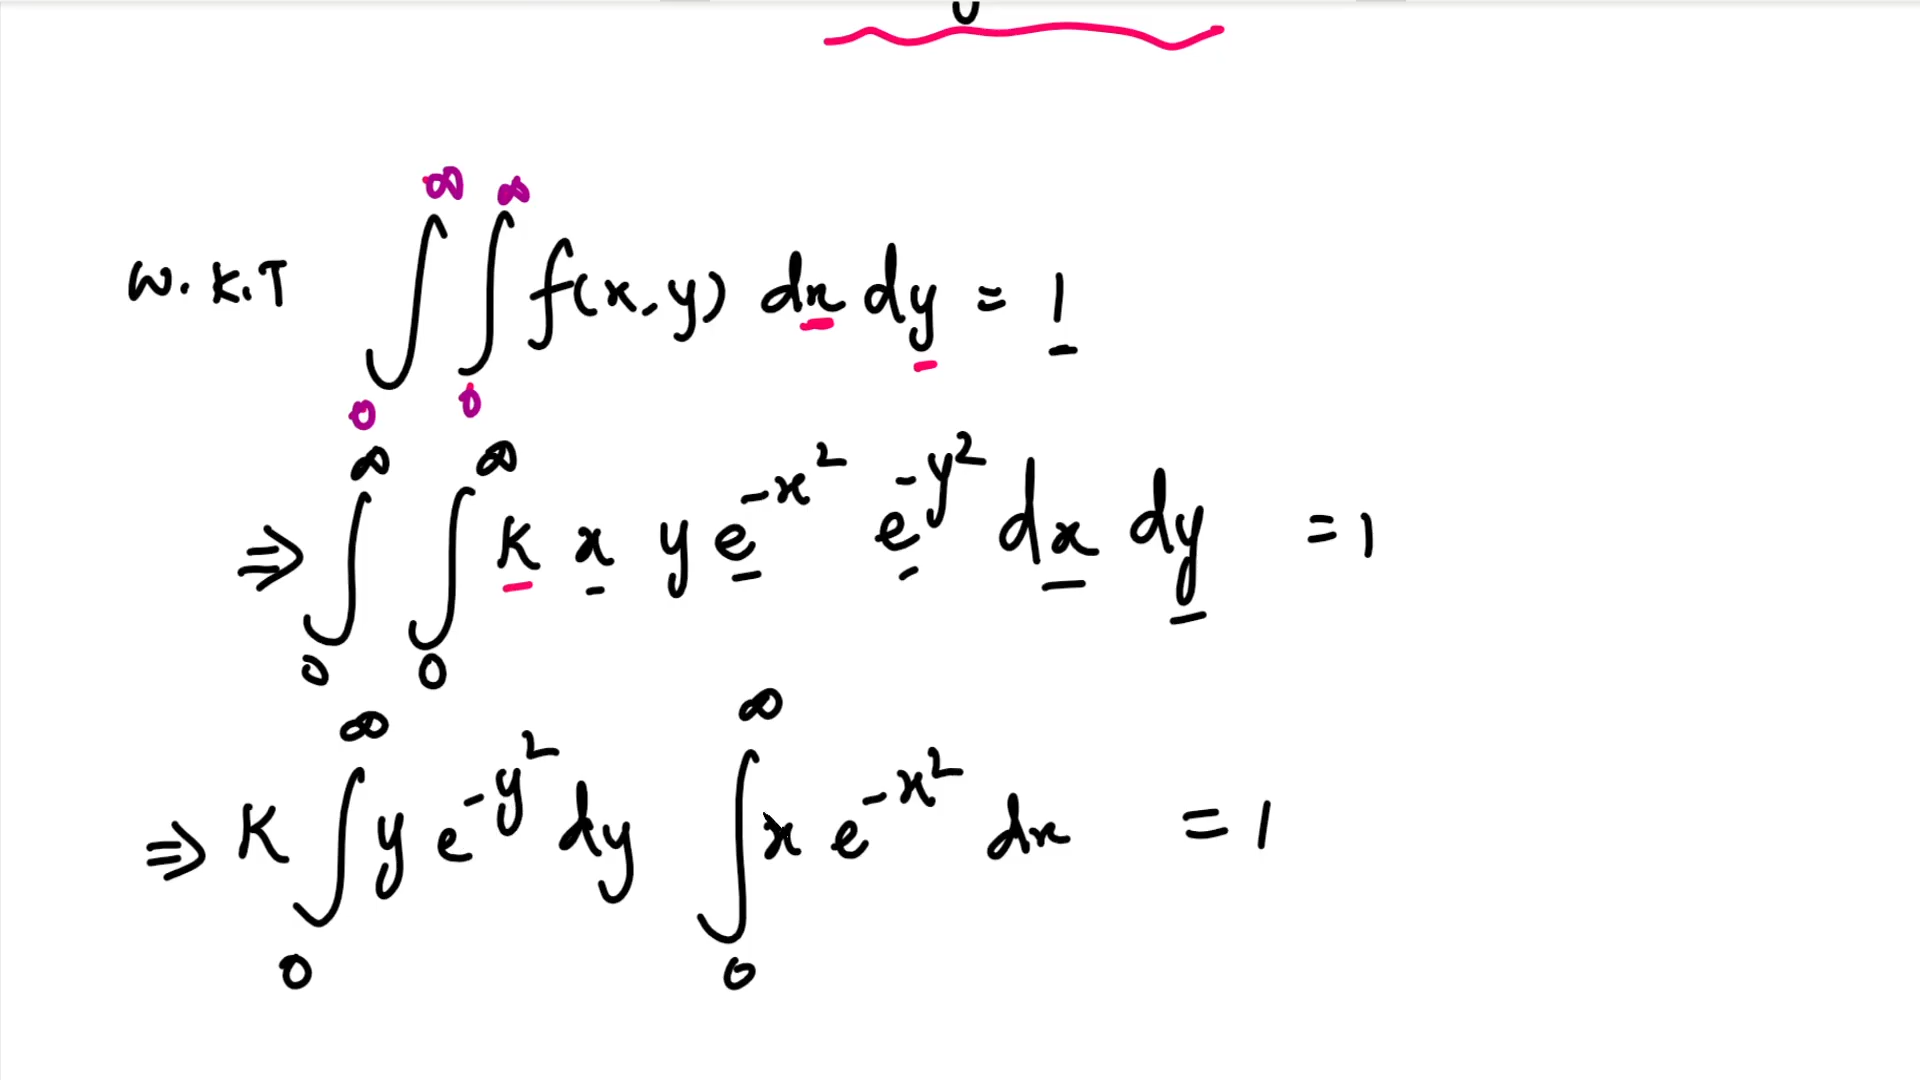 W.K.T ∫₀^∞ ∫₀^∞ f(x,y) dx dy = 1
⇒ ∫₀^∞ ∫₀^∞ k x y e^{-x²} e^{-y²} dx dy = 1
⇒ K ∫₀^∞ y e^{-y²} dy ∫₀^∞ x e^{-x²} dx = 1